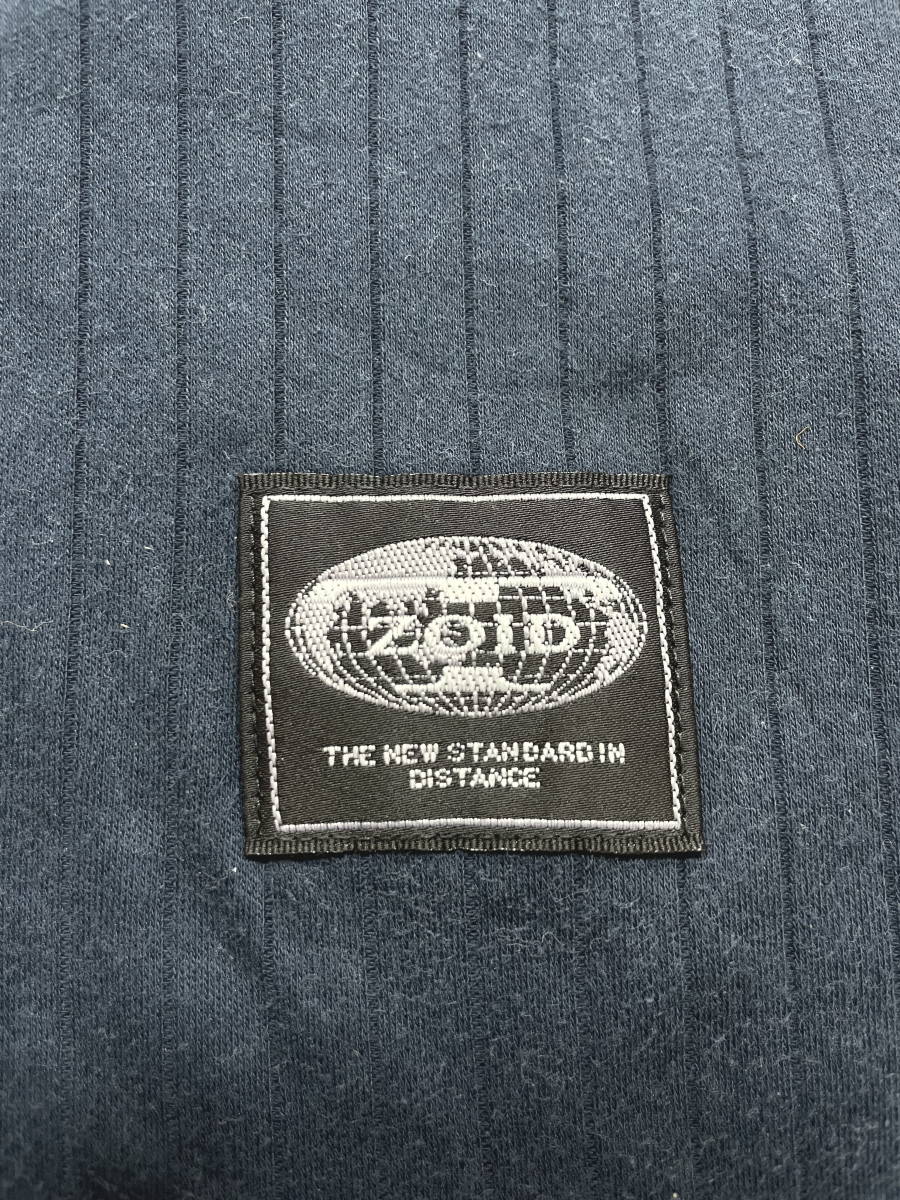 ZOID
THE NEW STANDARD IN
DISTANCE